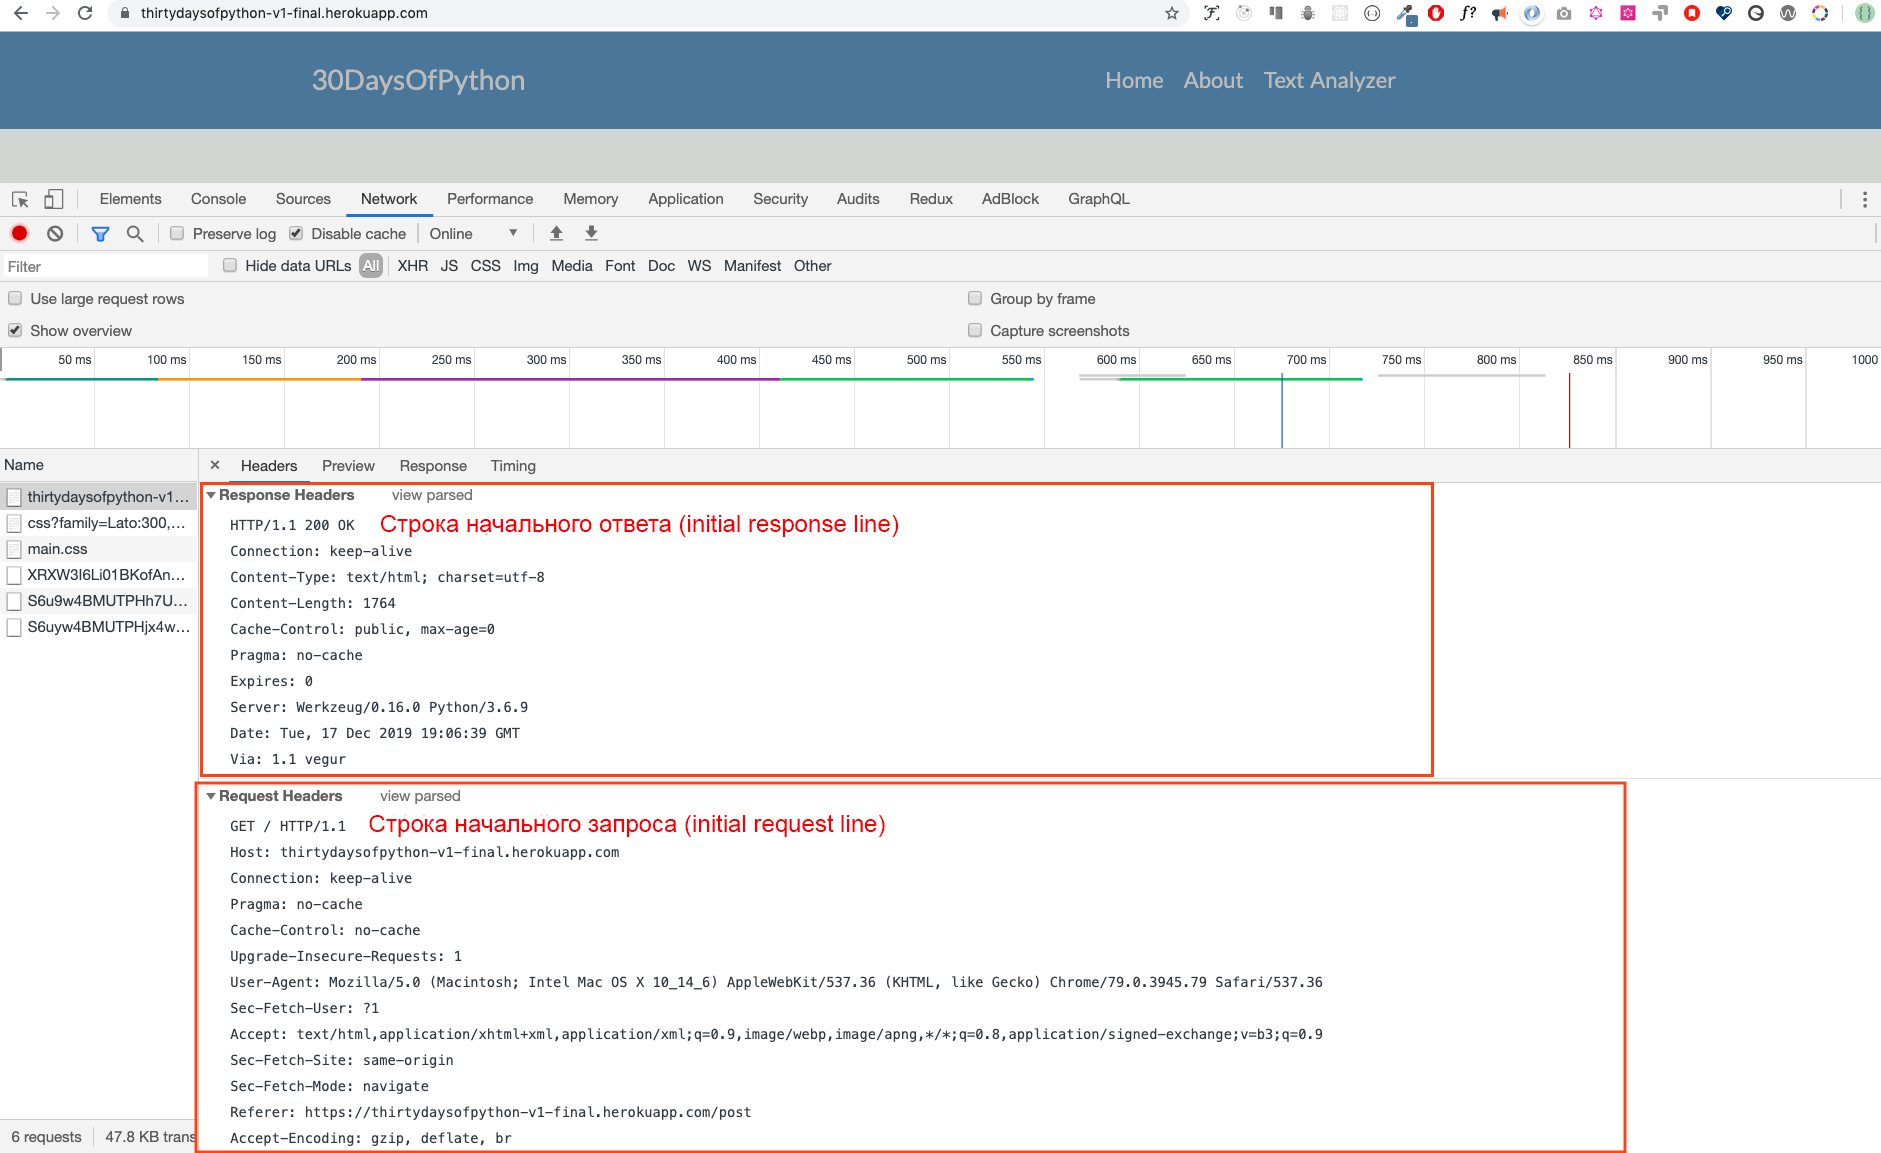 thirtydaysofpython-v1-final.herokuapp.com
30DaysOfPython
Home About Text Analyzer
Elements Console Sources Network Performance Memory Application Security Audits Redux AdBlock GraphQL
Preserve log Disable cache Online
Filter Hide data URLs All XHR JS CSS Img Media Font Doc WS Manifest Other
Use large request rows Group by frame
Show overview Capture screenshots
50 ms 100 ms 150 ms 200 ms 250 ms 300 ms 350 ms 400 ms 450 ms 500 ms 550 ms 600 ms 650 ms 700 ms 750 ms 800 ms 850 ms 900 ms 950 ms 1000
Name
thirtydaysofpython-v1...
css?family=Lato:300,...
main.css
XRXW3I6Li01BKofAn...
S6u9w4BMUTPHh7U...
S6uyw4BMUTPHjx4w...
Headers Preview Response Timing
Response Headers view parsed
HTTP/1.1 200 OK Строка начального ответа (initial response line)
Connection: keep-alive
Content-Type: text/html; charset=utf-8
Content-Length: 1764
Cache-Control: public, max-age=0
Pragma: no-cache
Expires: 0
Server: Werkzeug/0.16.0 Python/3.6.9
Date: Tue, 17 Dec 2019 19:06:39 GMT
Via: 1.1 vegur
Request Headers view parsed
GET / HTTP/1.1 Строка начального запроса (initial request line)
Host: thirtydaysofpython-v1-final.herokuapp.com
Connection: keep-alive
Pragma: no-cache
Cache-Control: no-cache
Upgrade-Insecure-Requests: 1
User-Agent: Mozilla/5.0 (Macintosh; Intel Mac OS X 10_14_6) AppleWebKit/537.36 (KHTML, like Gecko) Chrome/79.0.3945.79 Safari/537.36
Sec-Fetch-User: ?1
Accept: text/html,application/xhtml+xml,application/xml;q=0.9,image/webp,image/apng,*/*;q=0.8,application/signed-exchange;v=b3;q=0.9
Sec-Fetch-Site: same-origin
Sec-Fetch-Mode: navigate
Referer: https://thirtydaysofpython-v1-final.herokuapp.com/post
Accept-Encoding: gzip, deflate, br
6 requests 47.8 KB trans